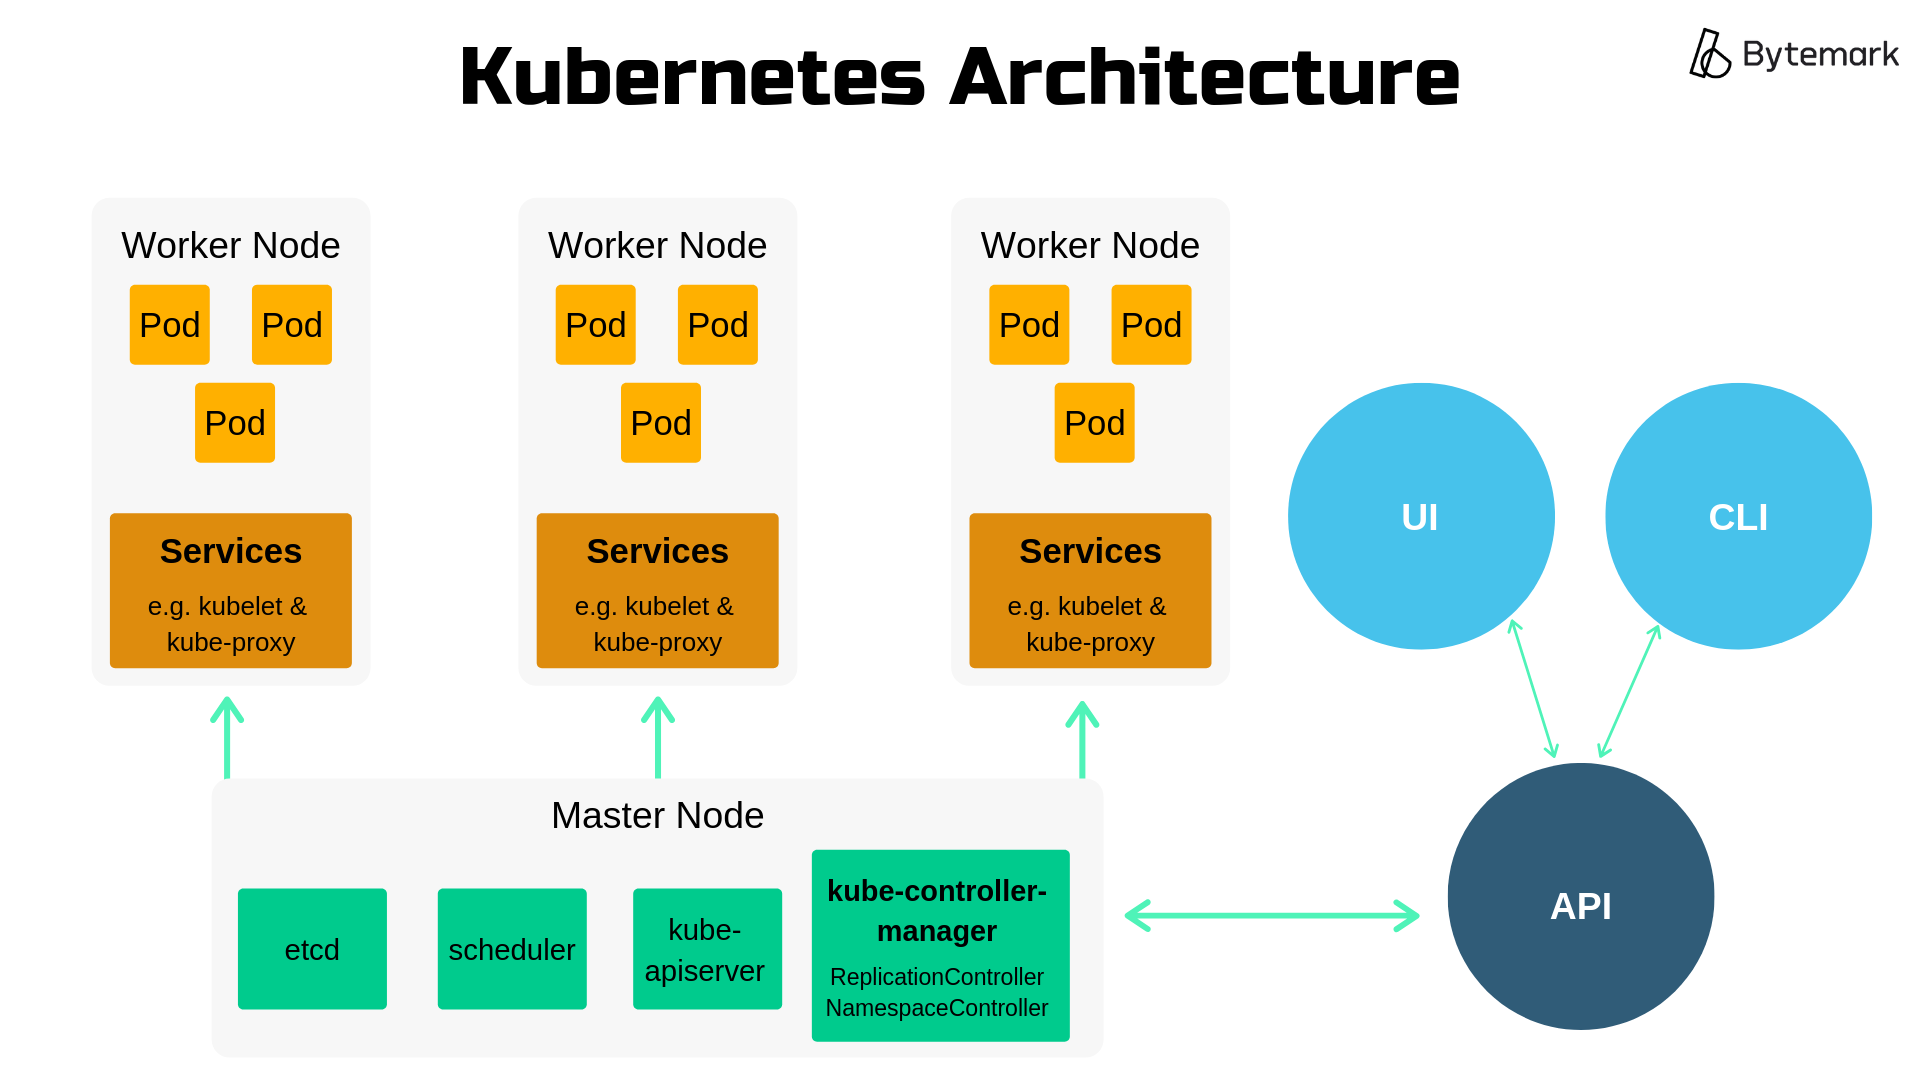 Kubernetes Architecture
Bytemark
Worker Node
Pod Pod
Pod
Services
e.g. kubelet &
kube-proxy
Worker Node
Pod Pod
Pod
Services
e.g. kubelet &
kube-proxy
Worker Node
Pod Pod
Pod
Services
e.g. kubelet &
kube-proxy
UI
CLI
Master Node
etcd
scheduler
kube-
apiserver
kube-controller-
manager
ReplicationController
NamespaceController
API